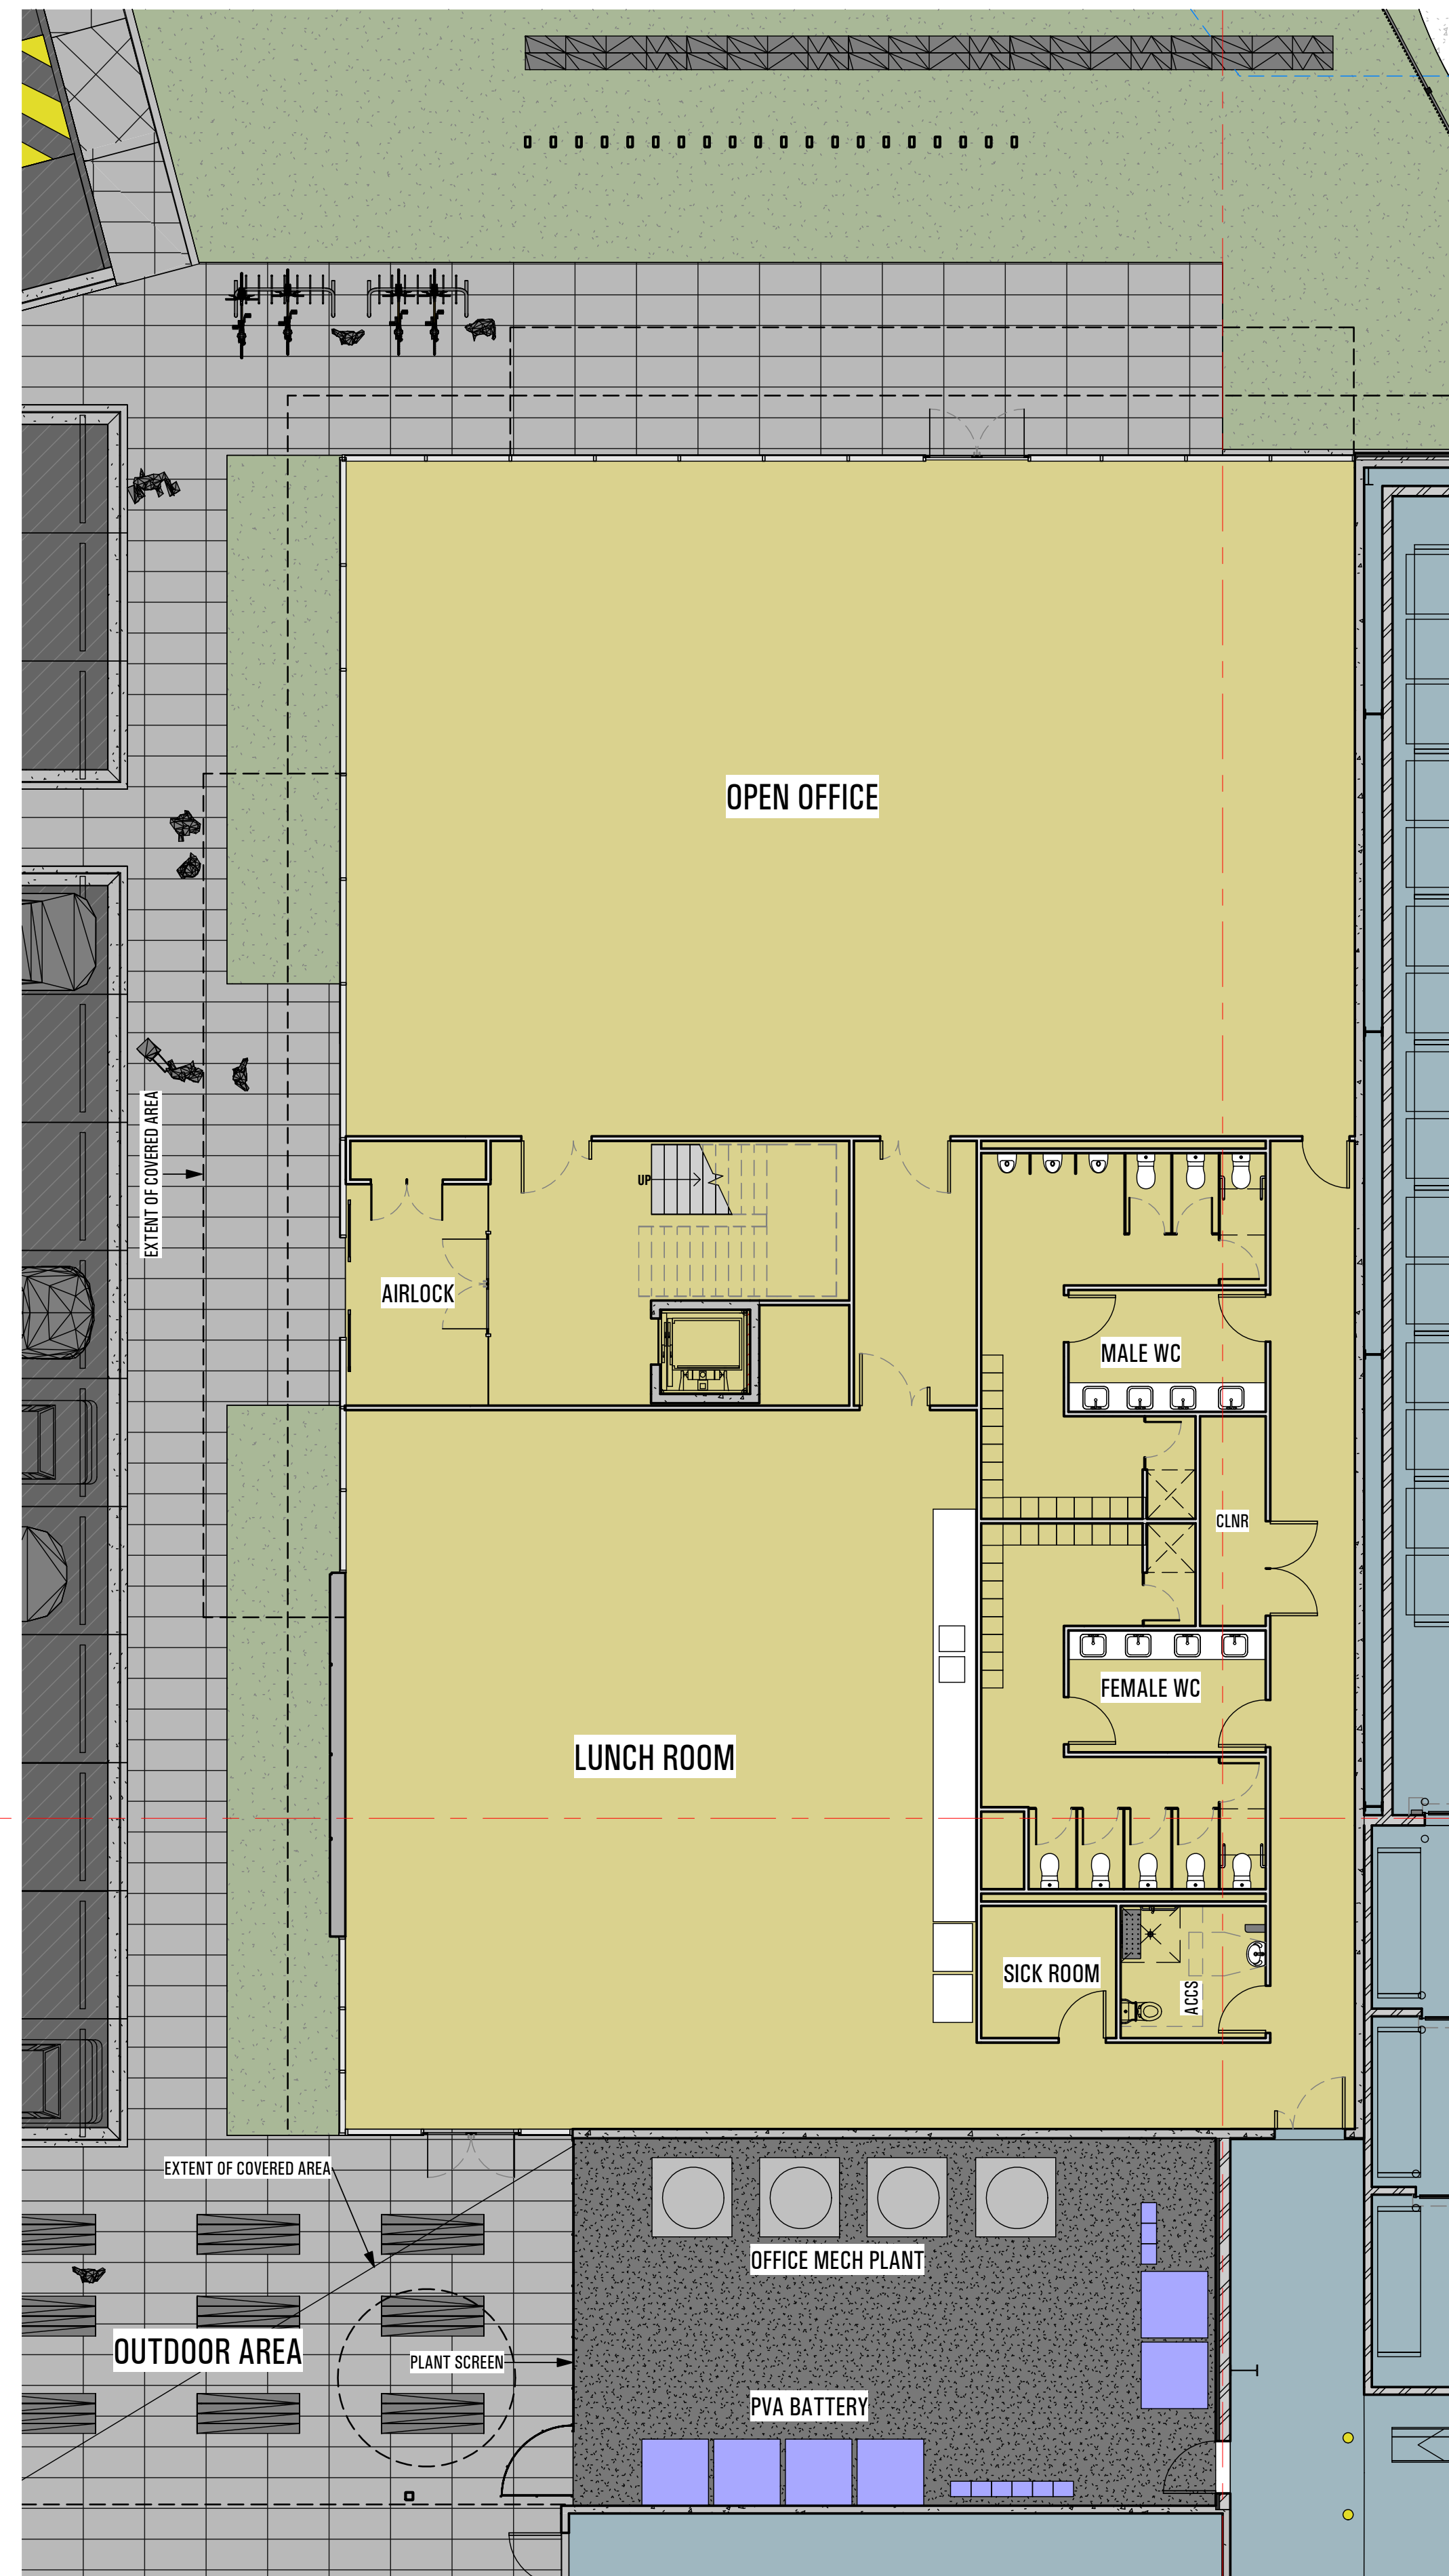 OPEN OFFICE
EXTENT OF COVERED AREA
UP
AIRLOCK
MALE WC
CLNR
FEMALE WC
LUNCH ROOM
SICK ROOM
ACCS
EXTENT OF COVERED AREA
OFFICE MECH PLANT
OUTDOOR AREA
PLANT SCREEN
PVA BATTERY